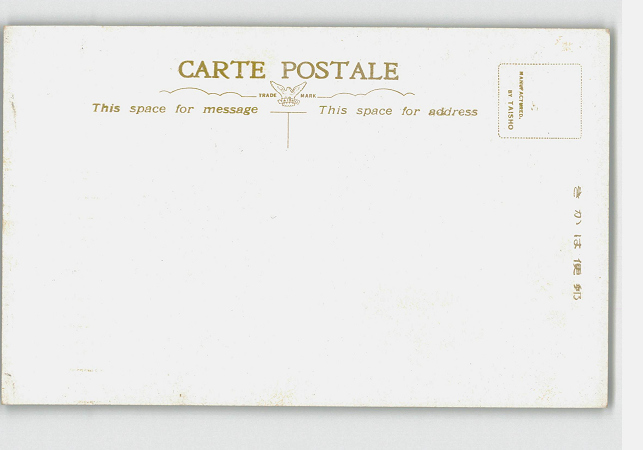 CARTE POSTALE
TRADE MARK
This space for message
This space for address
MANUFACTURED.
BY TAISHO
きかは便郵